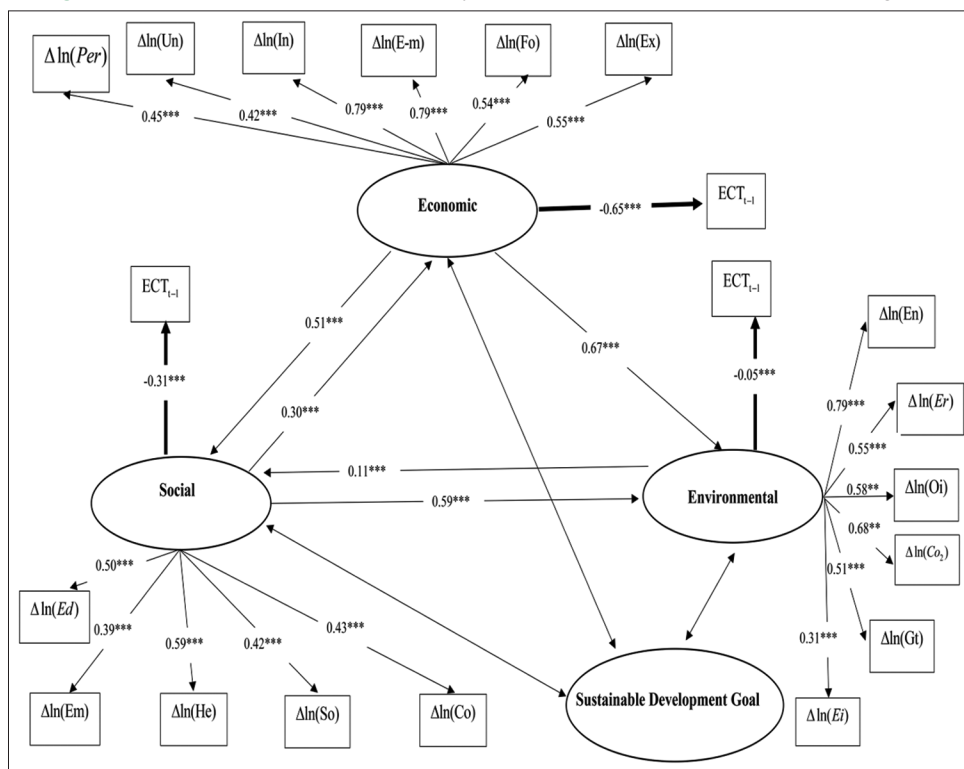 Δln(Per)
Δln(Un)
Δln(In)
Δln(E-m)
Δln(Fo)
Δln(Ex)
0.45***
0.42***
0.79***
0.79***
0.54***
0.55***
Economic
-0.65***
ECTt–1
ECTt–1
ECTt–1
0.51***
0.30***
0.67***
-0.31***
-0.05***
Δln(En)
0.79***
Δln(Er)
0.55***
Social
0.11***
0.59***
Environmental
0.58**
Δln(Oi)
0.68**
Δln(Co2)
0.51***
Δln(Gt)
0.31***
Δln(Ei)
0.50***
Δln(Ed)
0.39***
0.59***
0.42***
0.43***
Δln(Em)
Δln(He)
Δln(So)
Δln(Co)
Sustainable Development Goal